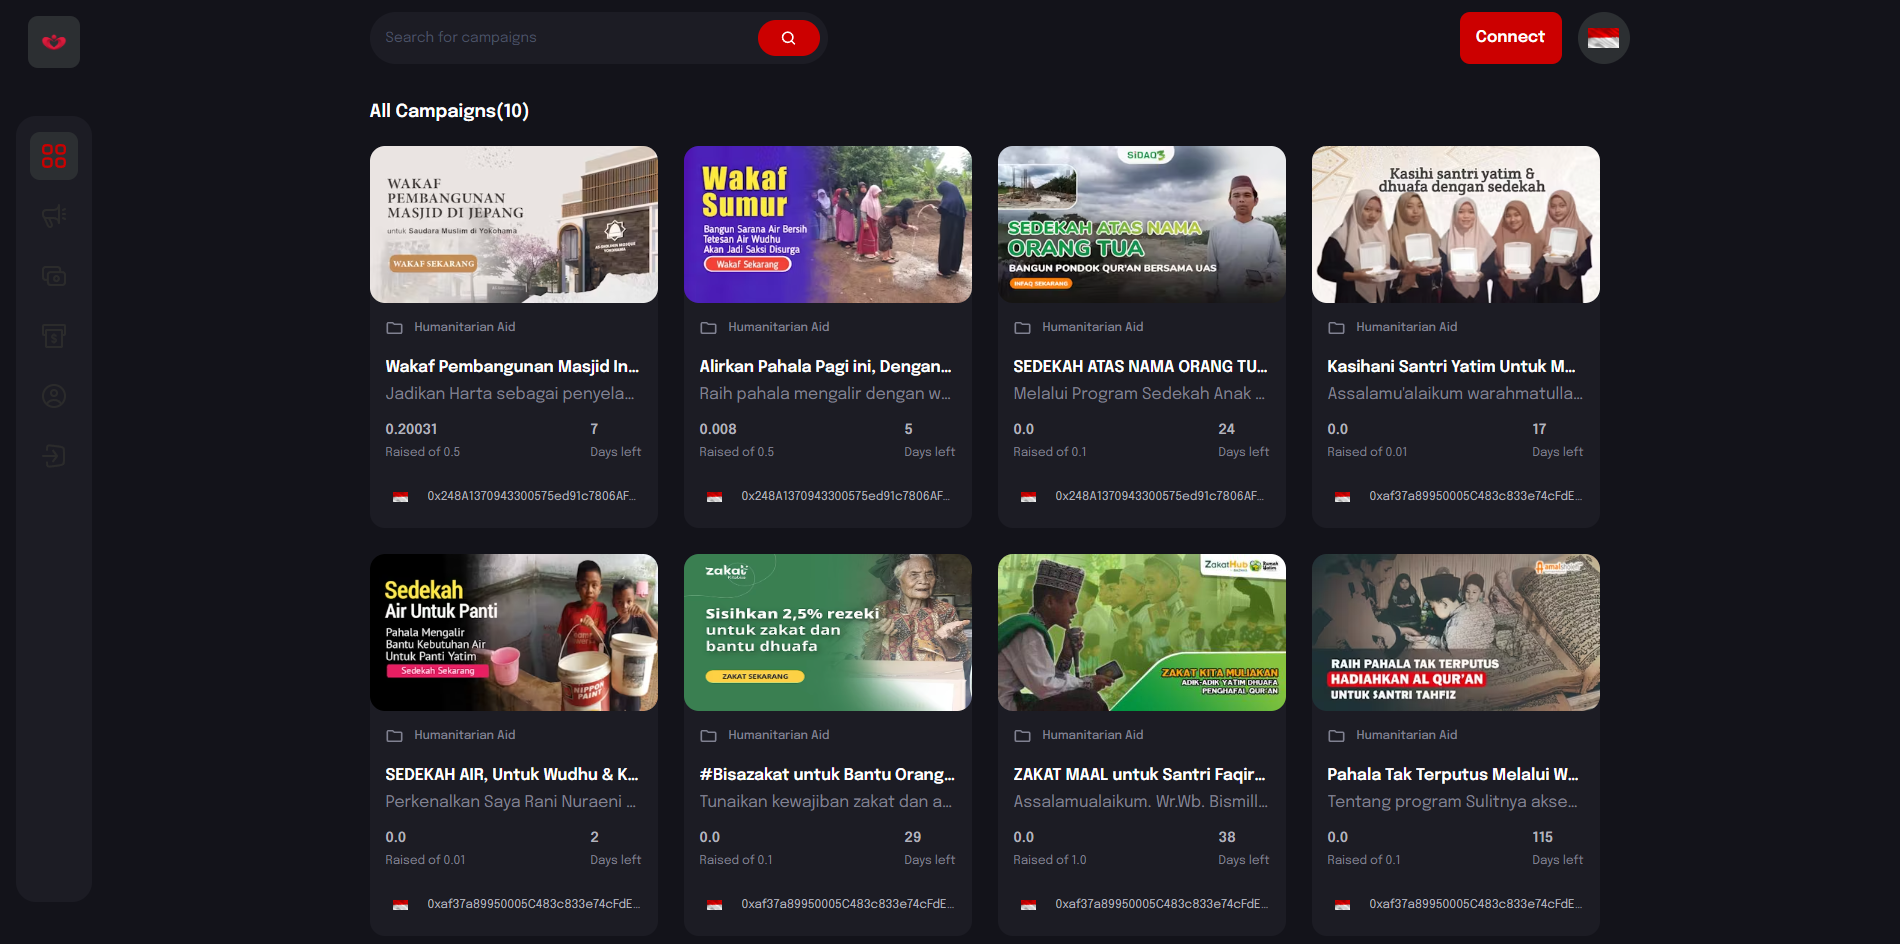 Search for campaigns
Connect
All Campaigns(10)
WAKAF
PEMBANGUNAN
MASJID DI JEPANG
untuk Saudara Muslim di Yokohama
WAKAF SEKARANG
Wakaf
Sumur
Bangun Sarana Air Bersih
Tetesan Air Wudhu
Akan Jadi Saksi Disurga
Wakaf Sekarang
SiDAQ3
SEDEKAH ATAS NAMA
ORANG TUA
BANGUN PONDOK QUR'AN BERSAMA UAS
INFAQ SEKARANG
Kasihi santri yatim &
dhuafa dengan sedekah
Humanitarian Aid
Humanitarian Aid
Humanitarian Aid
Humanitarian Aid
Wakaf Pembangunan Masjid In...
Alirkan Pahala Pagi ini, Dengan...
SEDEKAH ATAS NAMA ORANG TU...
Kasihani Santri Yatim Untuk M...
Jadikan Harta sebagai penyela...
Raih pahala mengalir dengan w...
Melalui Program Sedekah Anak ...
Assalamu'alaikum warahmatulla...
0.20031 7
0.008 5
0.0 24
0.0 17
Raised of 0.5 Days left
Raised of 0.5 Days left
Raised of 0.1 Days left
Raised of 0.01 Days left
0x248A1370943300575ed91c7806AF...
0x248A1370943300575ed91c7806AF...
0x248A1370943300575ed91c7806AF...
0xaf37a89950005C483c833e74cFdE...
Sedekah
Air Untuk Panti
Pahala Mengalir
Bantu Kebutuhan Air
Untuk Panti Yatim
Sedekah Sekarang
NIPPON
PAINT
zakat
Sisihkan 2,5% rezeki
untuk zakat dan
bantu dhuafa
ZAKAT SEKARANG
ZakatHub
ZAKAT KITA MULIAKAN
ADIK-ADIK YATIM DHUAFA
PENGHAFAL QUR'AN
RAIH PAHALA TAK TERPUTUS
HADIAHKAN AL QUR'AN
UNTUK SANTRI TAHFIZ
Humanitarian Aid
Humanitarian Aid
Humanitarian Aid
Humanitarian Aid
SEDEKAH AIR, Untuk Wudhu & K...
#Bisazakat untuk Bantu Orang...
ZAKAT MAAL untuk Santri Faqir...
Pahala Tak Terputus Melalui W...
Perkenalkan Saya Rani Nuraeni ...
Tunaikan kewajiban zakat dan a...
Assalamualaikum. Wr.Wb. Bismill...
Tentang program Sulitnya akse...
0.0 2
0.0 29
0.0 38
0.0 115
Raised of 0.01 Days left
Raised of 0.1 Days left
Raised of 1.0 Days left
Raised of 0.1 Days left
0xaf37a89950005C483c833e74cFdE...
0xaf37a89950005C483c833e74cFdE...
0xaf37a89950005C483c833e74cFdE...
0xaf37a89950005C483c833e74cFdE...